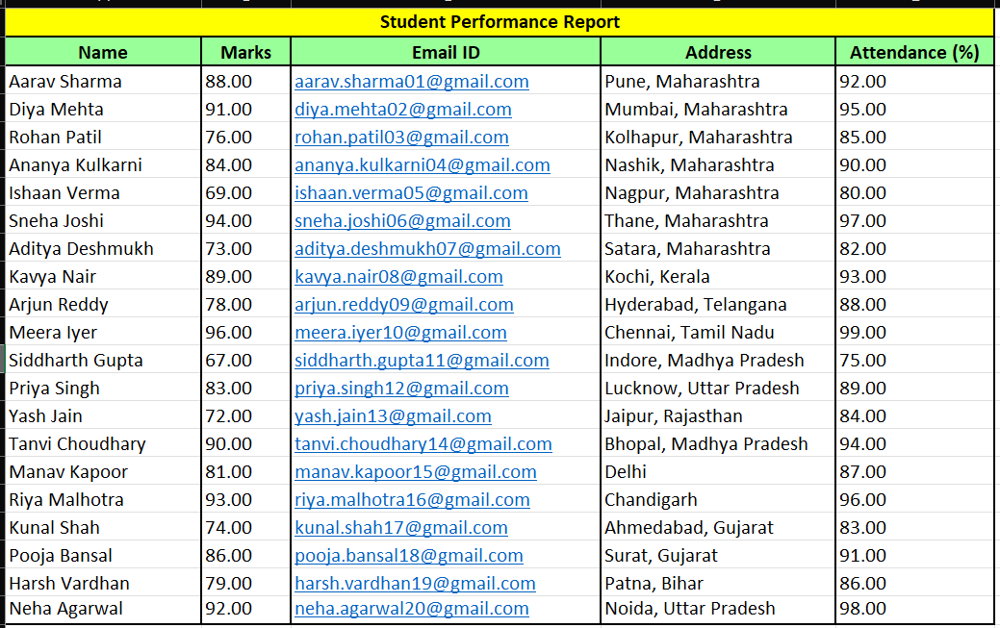 Student Performance Report
Name Marks Email ID Address Attendance (%)
Aarav Sharma 88.00 aarav.sharma01@gmail.com Pune, Maharashtra 92.00
Diya Mehta 91.00 diya.mehta02@gmail.com Mumbai, Maharashtra 95.00
Rohan Patil 76.00 rohan.patil03@gmail.com Kolhapur, Maharashtra 85.00
Ananya Kulkarni 84.00 ananya.kulkarni04@gmail.com Nashik, Maharashtra 90.00
Ishaan Verma 69.00 ishaan.verma05@gmail.com Nagpur, Maharashtra 80.00
Sneha Joshi 94.00 sneha.joshi06@gmail.com Thane, Maharashtra 97.00
Aditya Deshmukh 73.00 aditya.deshmukh07@gmail.com Satara, Maharashtra 82.00
Kavya Nair 89.00 kavya.nair08@gmail.com Kochi, Kerala 93.00
Arjun Reddy 78.00 arjun.reddy09@gmail.com Hyderabad, Telangana 88.00
Meera Iyer 96.00 meera.iyer10@gmail.com Chennai, Tamil Nadu 99.00
Siddharth Gupta 67.00 siddharth.gupta11@gmail.com Indore, Madhya Pradesh 75.00
Priya Singh 83.00 priya.singh12@gmail.com Lucknow, Uttar Pradesh 89.00
Yash Jain 72.00 yash.jain13@gmail.com Jaipur, Rajasthan 84.00
Tanvi Choudhary 90.00 tanvi.choudhary14@gmail.com Bhopal, Madhya Pradesh 94.00
Manav Kapoor 81.00 manav.kapoor15@gmail.com Delhi 87.00
Riya Malhotra 93.00 riya.malhotra16@gmail.com Chandigarh 96.00
Kunal Shah 74.00 kunal.shah17@gmail.com Ahmedabad, Gujarat 83.00
Pooja Bansal 86.00 pooja.bansal18@gmail.com Surat, Gujarat 91.00
Harsh Vardhan 79.00 harsh.vardhan19@gmail.com Patna, Bihar 86.00
Neha Agarwal 92.00 neha.agarwal20@gmail.com Noida, Uttar Pradesh 98.00